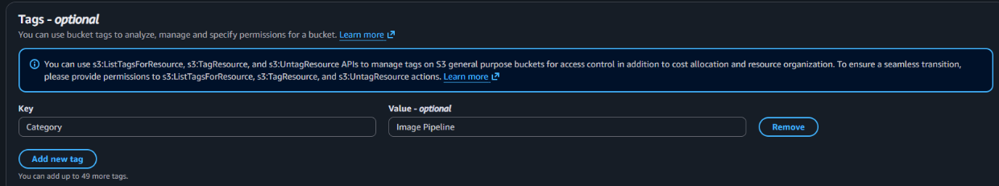 Tags - optional
You can use bucket tags to analyze, manage and specify permissions for a bucket. Learn more
You can use s3:ListTagsForResource, s3:TagResource, and s3:UntagResource APIs to manage tags on S3 general purpose buckets for access control in addition to cost allocation and resource organization. To ensure a seamless transition,
please provide permissions to s3:ListTagsForResource, s3:TagResource, and s3:UntagResource actions. Learn more
Key Value - optional
Category Image Pipeline Remove
Add new tag
You can add up to 49 more tags.